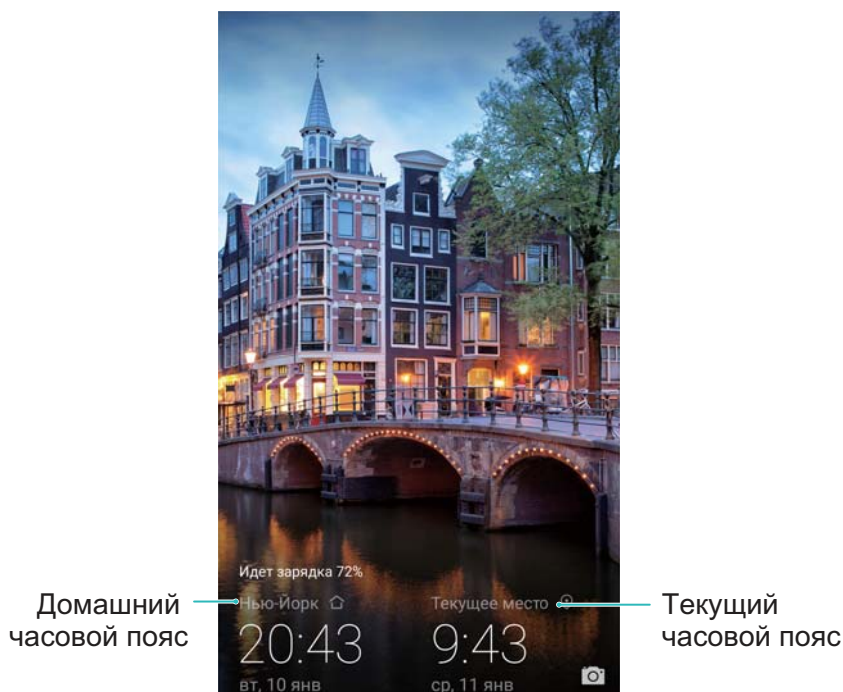 Идет зарядка 72%
Домашний
часовой пояс
Нью-Йорк
Текущее место
Текущий
часовой пояс
20:43
9:43
вт, 10 янв
ср, 11 янв